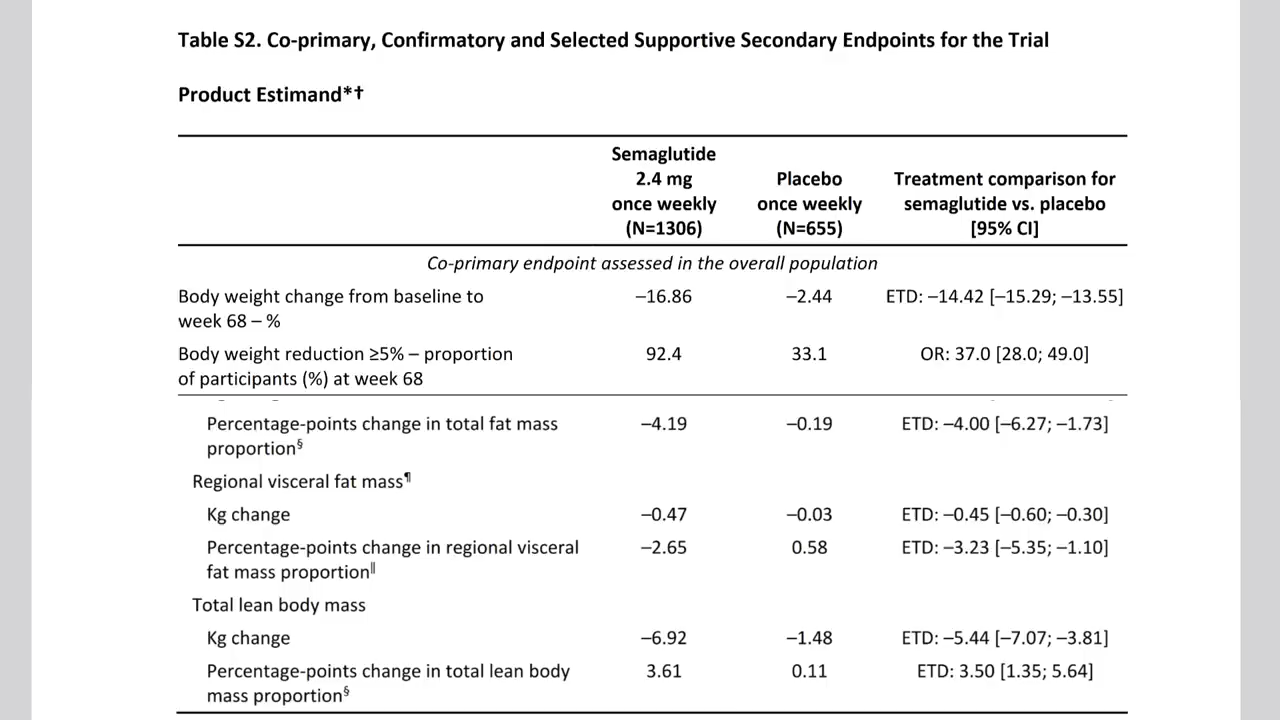 Table S2. Co-primary, Confirmatory and Selected Supportive Secondary Endpoints for the Trial
Product Estimand*†
Semaglutide
2.4 mg
once weekly
(N=1306)
Placebo
once weekly
(N=655)
Treatment comparison for
semaglutide vs. placebo
[95% CI]
Co-primary endpoint assessed in the overall population
Body weight change from baseline to
week 68 – %
–16.86
–2.44
ETD: –14.42 [–15.29; –13.55]
Body weight reduction ≥5% – proportion
of participants (%) at week 68
92.4
33.1
OR: 37.0 [28.0; 49.0]
Percentage-points change in total fat mass
proportion§
–4.19
–0.19
ETD: –4.00 [–6.27; –1.73]
Regional visceral fat mass¶
Kg change
–0.47
–0.03
ETD: –0.45 [–0.60; –0.30]
Percentage-points change in regional visceral
fat mass proportion‖
–2.65
0.58
ETD: –3.23 [–5.35; –1.10]
Total lean body mass
Kg change
–6.92
–1.48
ETD: –5.44 [–7.07; –3.81]
Percentage-points change in total lean body
mass proportion§
3.61
0.11
ETD: 3.50 [1.35; 5.64]